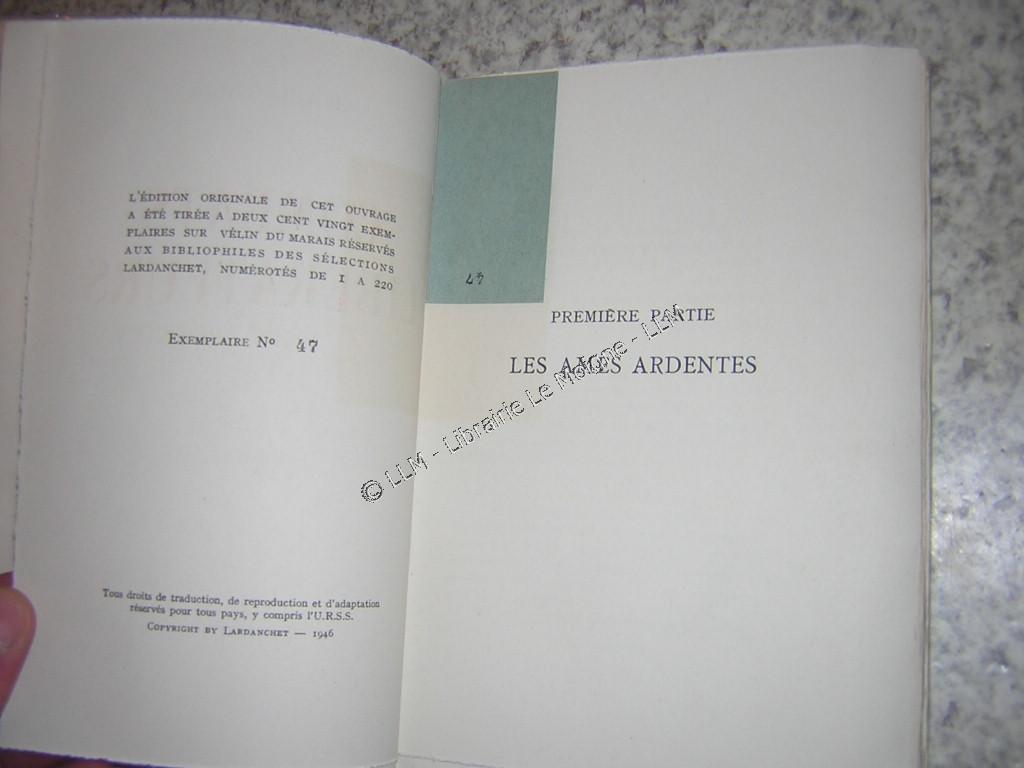 L'ÉDITION ORIGINALE DE CET OUVRAGE
A ÉTÉ TIRÉE A DEUX CENT VINGT EXEM-
PLAIRES SUR VÉLIN DU MARAIS RÉSERVÉS
AUX BIBLIOPHILES DES SÉLECTIONS
LARDANCHET, NUMÉROTÉS DE I A 220
EXEMPLAIRE Nº 47
Tous droits de traduction, de reproduction et d'adaptation
réservés pour tous pays, y compris l'U.R.S.S.
COPYRIGHT BY LARDANCHET — 1946
PREMIÈRE PARTIE
LES AMES ARDENTES
© LLM - Librairie Le Moigne - LLM